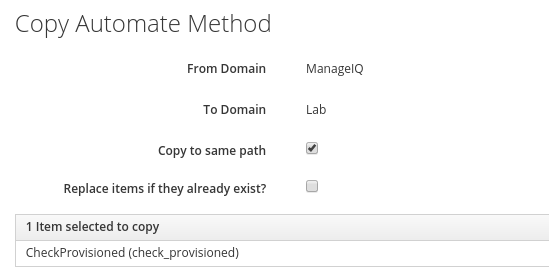 Copy Automate Method
From Domain ManageIQ
To Domain Lab
Copy to same path
Replace items if they already exist?
1 Item selected to copy
CheckProvisioned (check_provisioned)